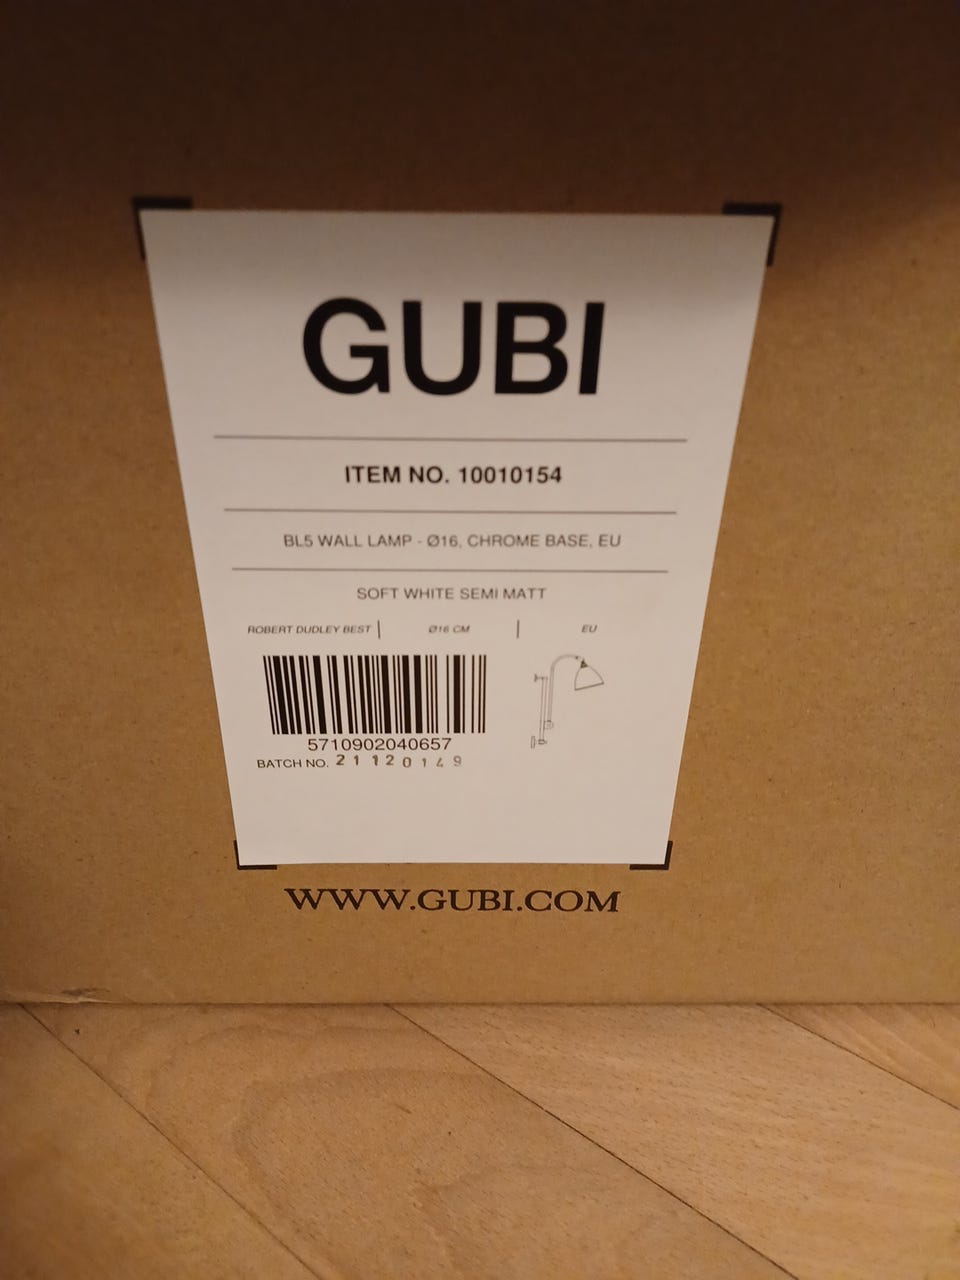 GUBI
ITEM NO. 10010154
BL5 WALL LAMP - Ø16, CHROME BASE, EU
SOFT WHITE SEMI MATT
ROBERT DUDLEY BEST | Ø16 CM | EU
5710902040657
BATCH NO. 21120149
WWW.GUBI.COM